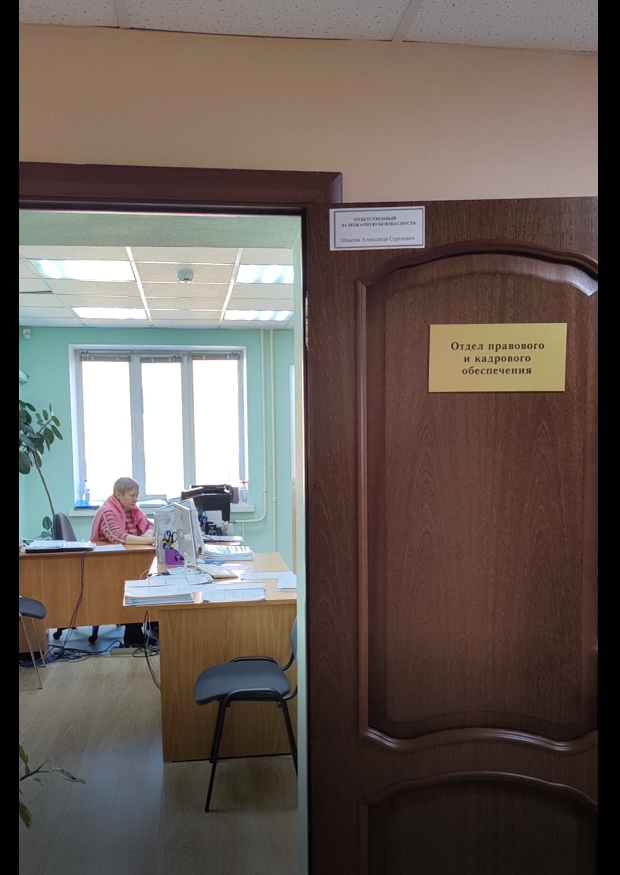 ОТВЕТСТВЕННЫЙ
ЗА ПОЖАРНУЮ БЕЗОПАСНОСТЬ
Александр Сергеевич
Отдел правового
и кадрового
обеспечения